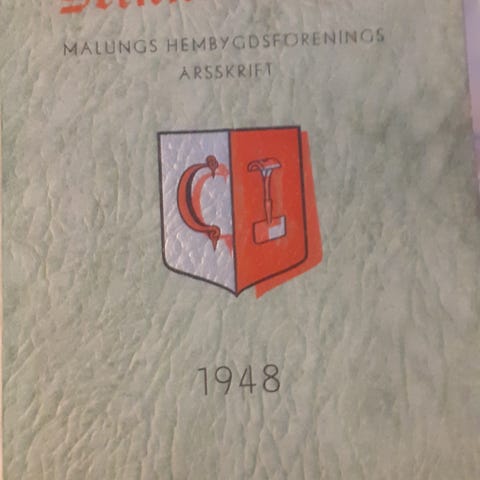 MALUNGS HEMBYGDSFÖRENINGS
ÅRSSKRIFT
1948